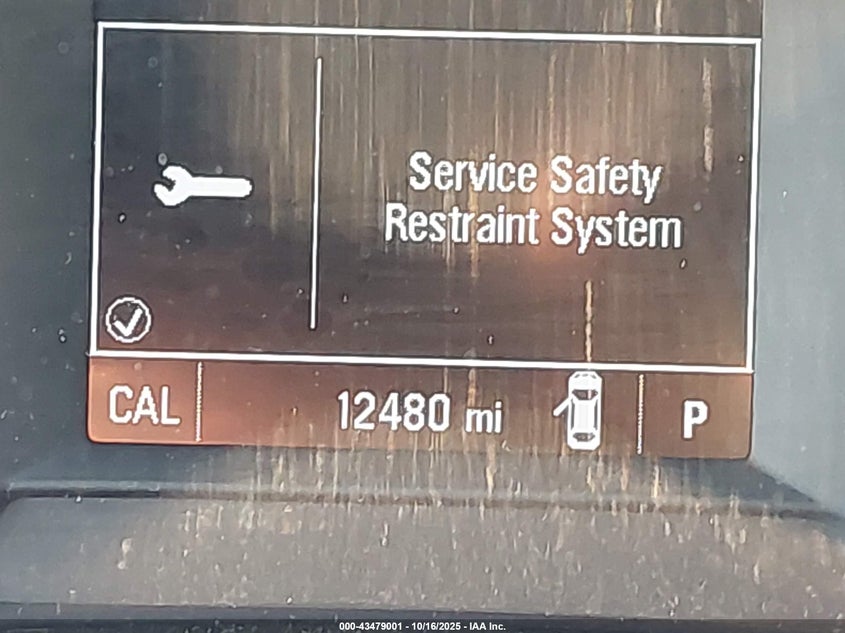 Service Safety
Restraint System
CAL 12480 mi P
000-43479001 - 10/16/2025 - IAA Inc.